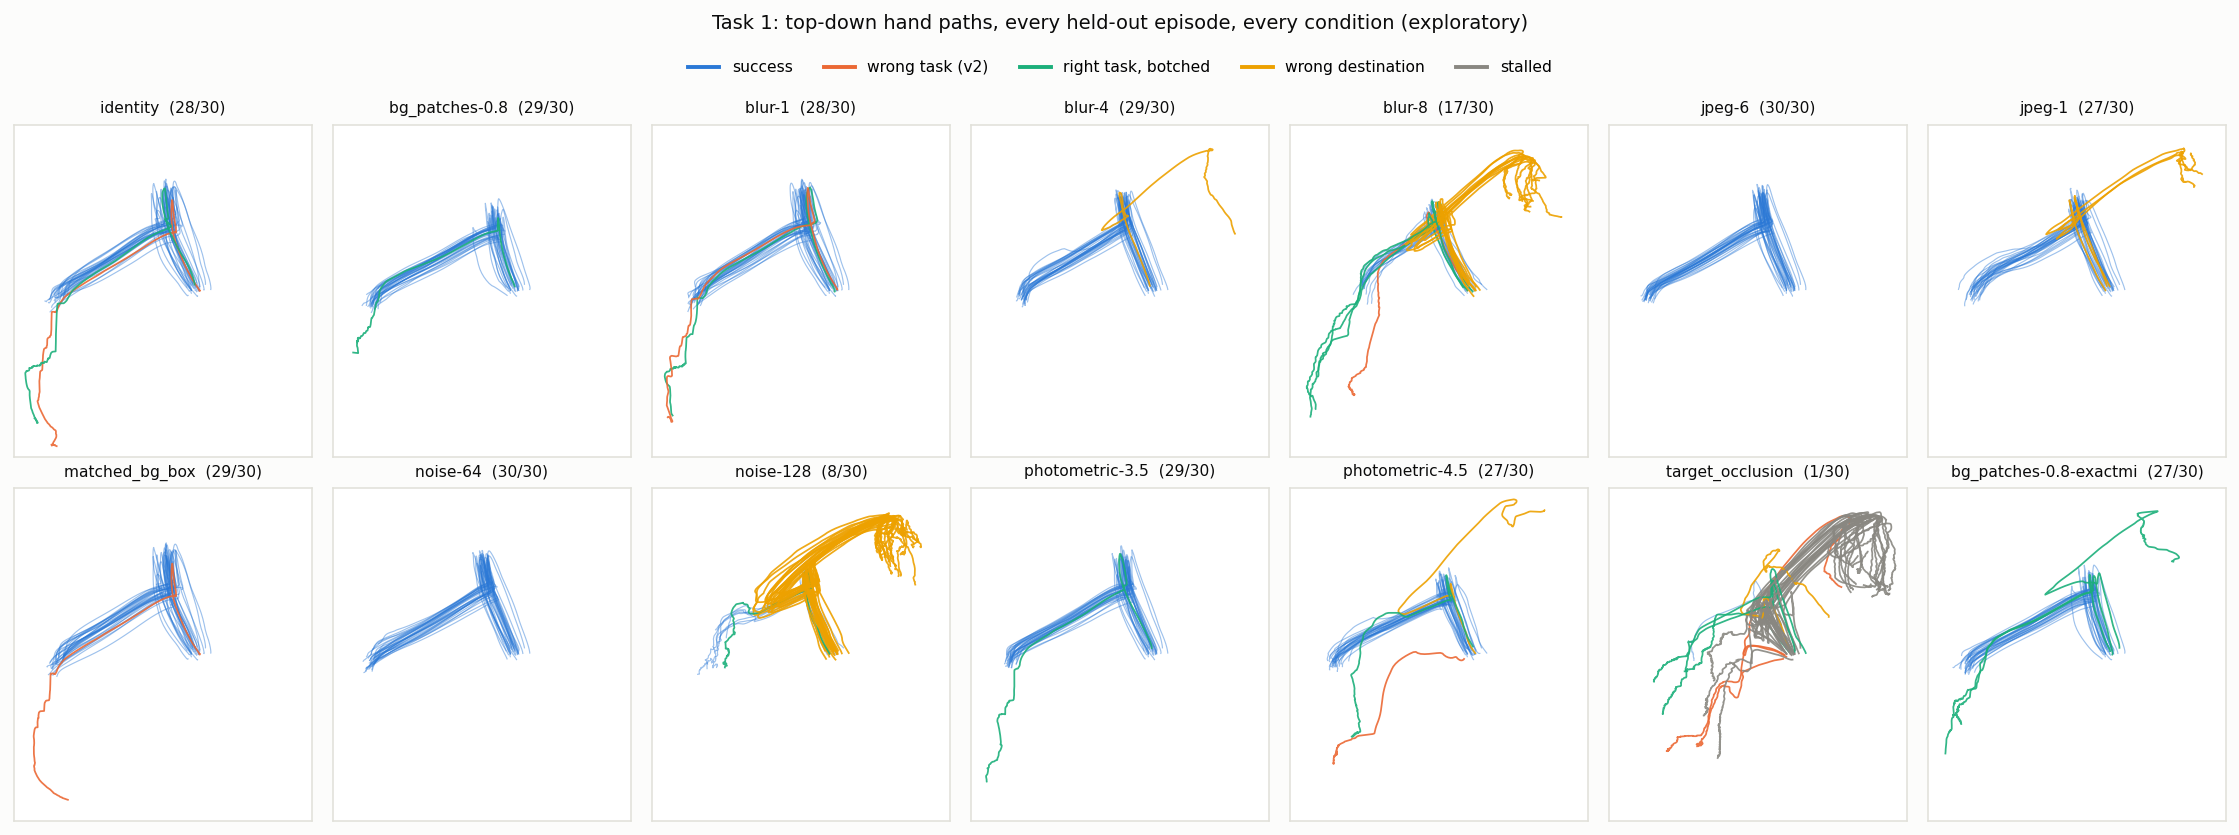 Task 1: top-down hand paths, every held-out episode, every condition (exploratory)
success wrong task (v2) right task, botched wrong destination stalled
identity (28/30) bg_patches-0.8 (29/30) blur-1 (28/30) blur-4 (29/30) blur-8 (17/30) jpeg-6 (30/30) jpeg-1 (27/30)
matched_bg_box (29/30) noise-64 (30/30) noise-128 (8/30) photometric-3.5 (29/30) photometric-4.5 (27/30) target_occlusion (1/30) bg_patches-0.8-exactmi (27/30)